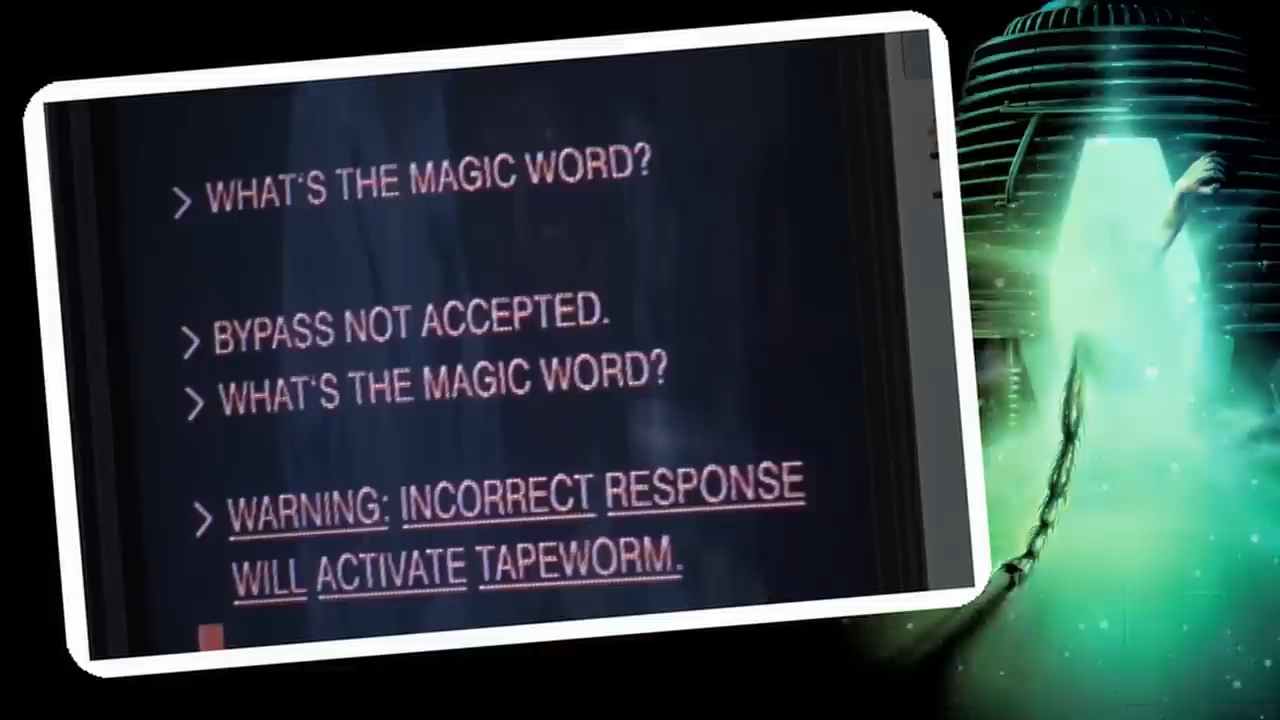 > WHAT'S THE MAGIC WORD?
> BYPASS NOT ACCEPTED.
> WHAT'S THE MAGIC WORD?
> WARNING: INCORRECT RESPONSE
WILL ACTIVATE TAPEWORM.